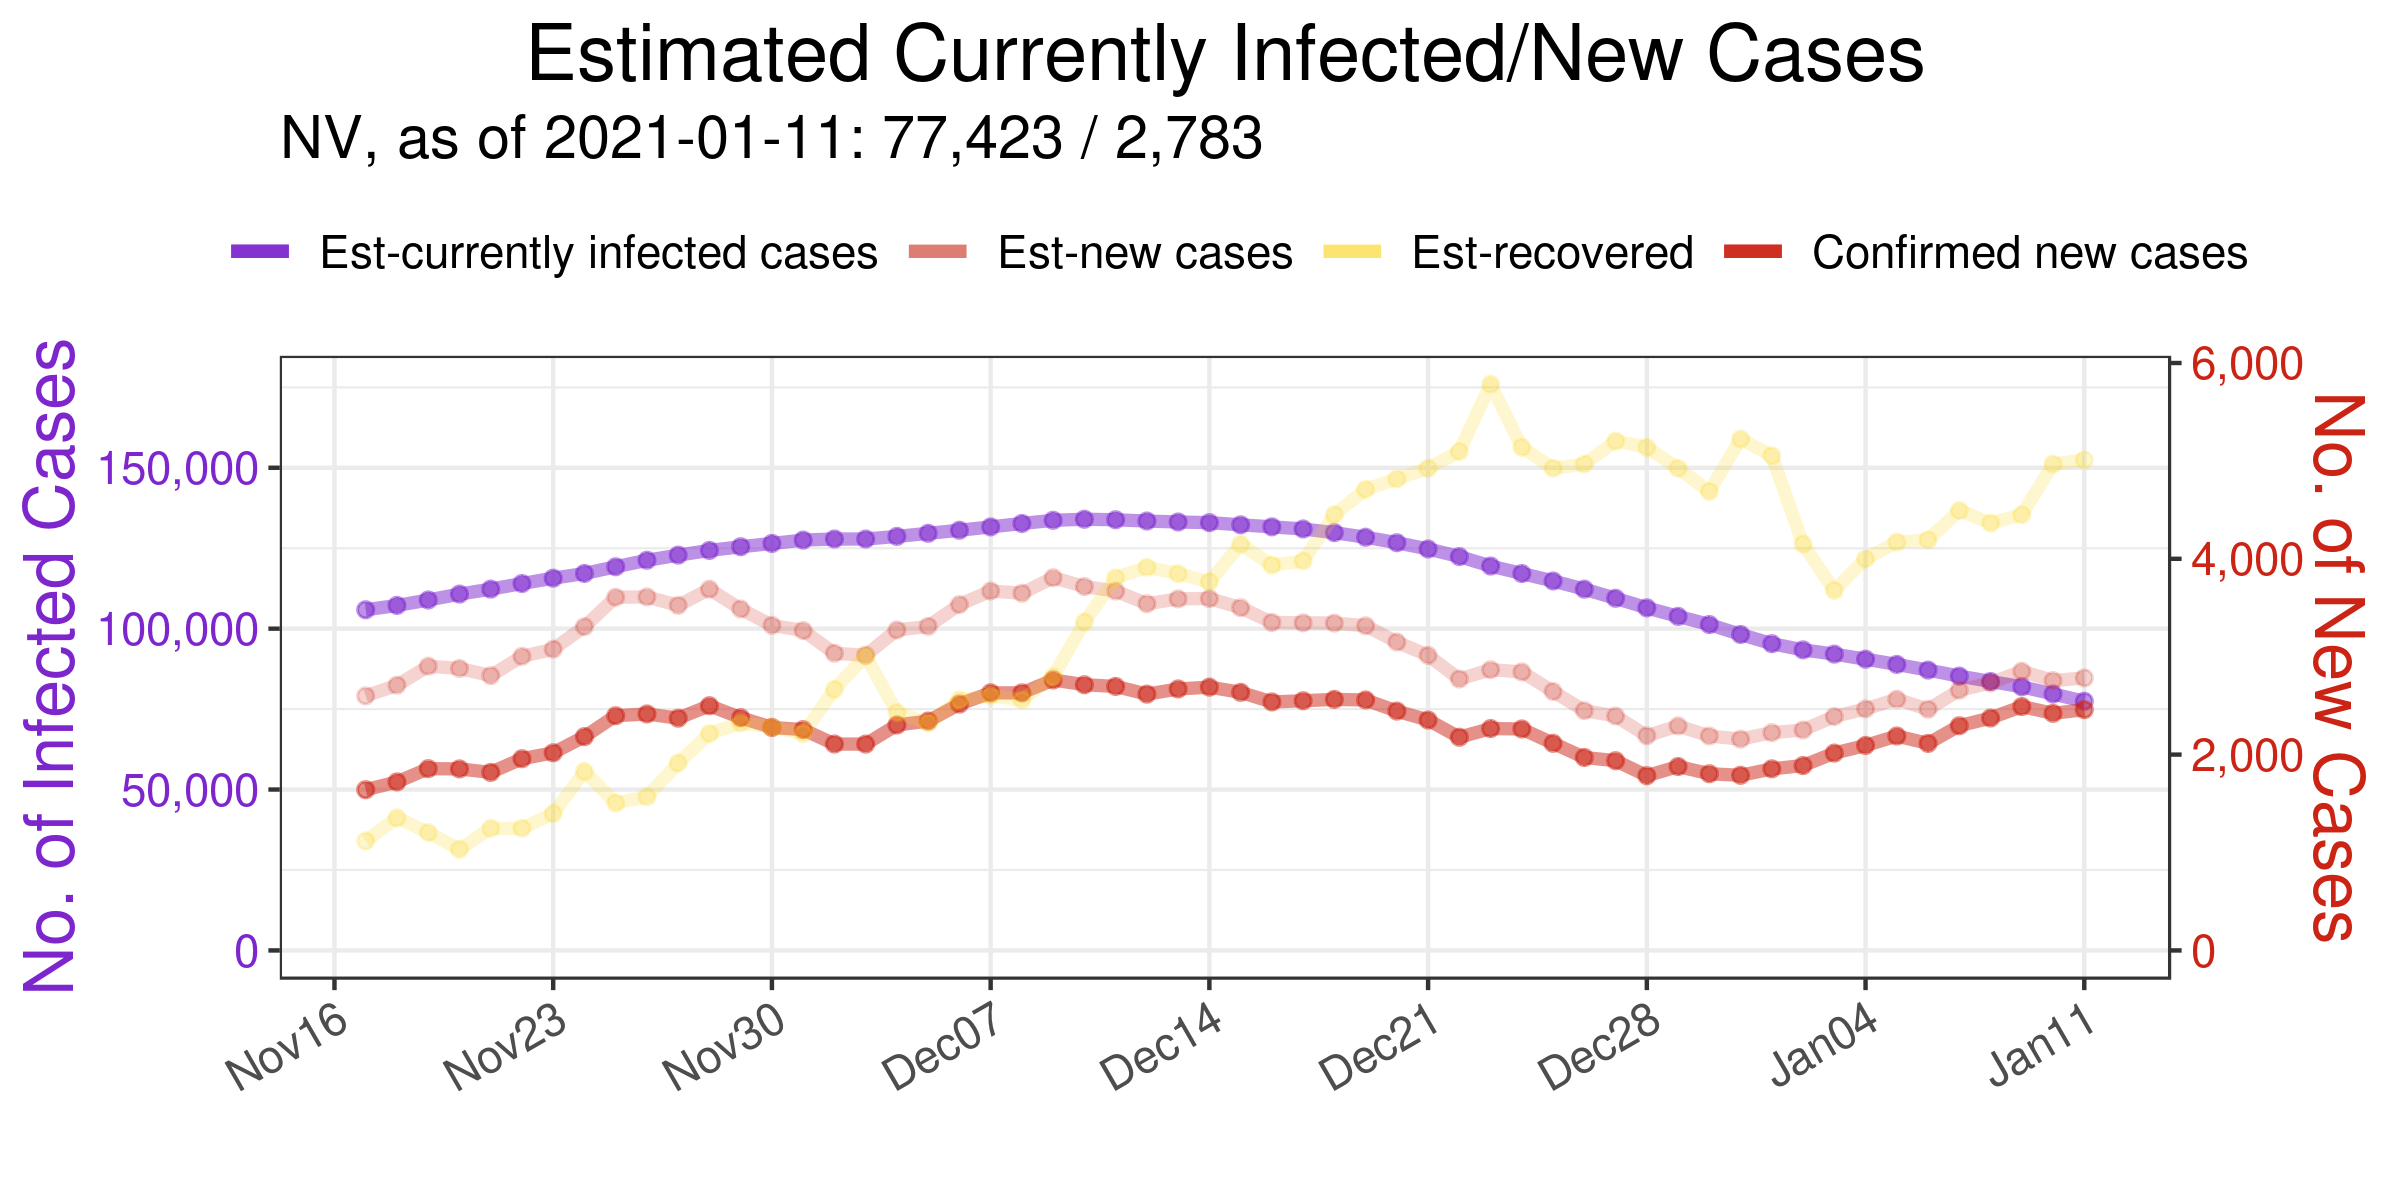 Estimated Currently Infected/New Cases
NV, as of 2021-01-11: 77,423 / 2,783
Est-currently infected cases Est-new cases Est-recovered Confirmed new cases
No. of Infected Cases
150,000
100,000
50,000
0
6,000
4,000
2,000
0
No. of New Cases
Nov16 Nov23 Nov30 Dec07 Dec14 Dec21 Dec28 Jan04 Jan11